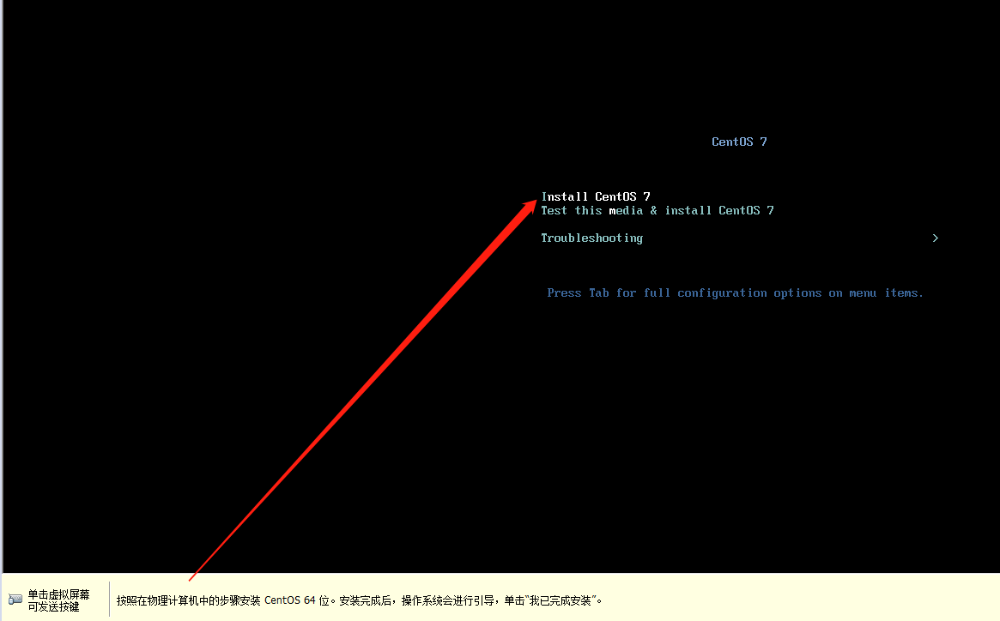 CentOS 7
Install CentOS 7
Test this media & install CentOS 7
Troubleshooting >
Press Tab for full configuration options on menu items.
单击虚拟屏幕
可发送按键
按照在物理计算机中的步骤安装 CentOS 64 位。安装完成后，操作系统会进行引导，单击“我已完成安装”。